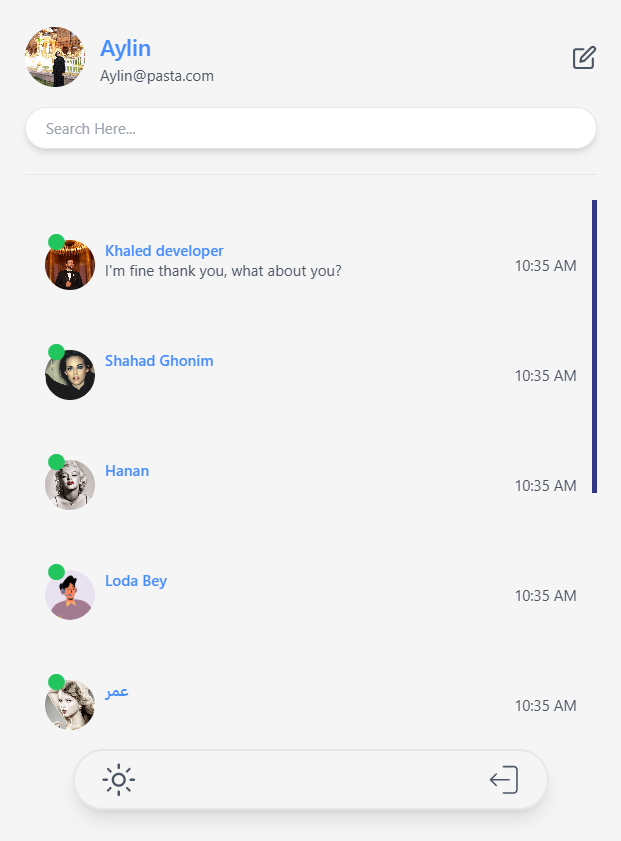 Aylin
Aylin@pasta.com
Search Here...
Khaled developer
I'm fine thank you, what about you?
10:35 AM
Shahad Ghonim
10:35 AM
Hanan
10:35 AM
Loda Bey
10:35 AM
عمر
10:35 AM